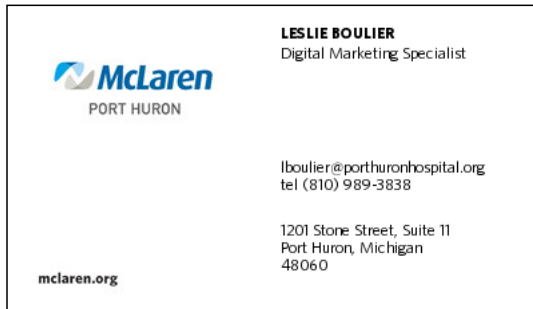 McLaren
PORT HURON
mclaren.org
LESLIE BOULIER
Digital Marketing Specialist
lboulier@porthuronhospital.org
tel (810) 989-3838
1201 Stone Street, Suite 11
Port Huron, Michigan
48060